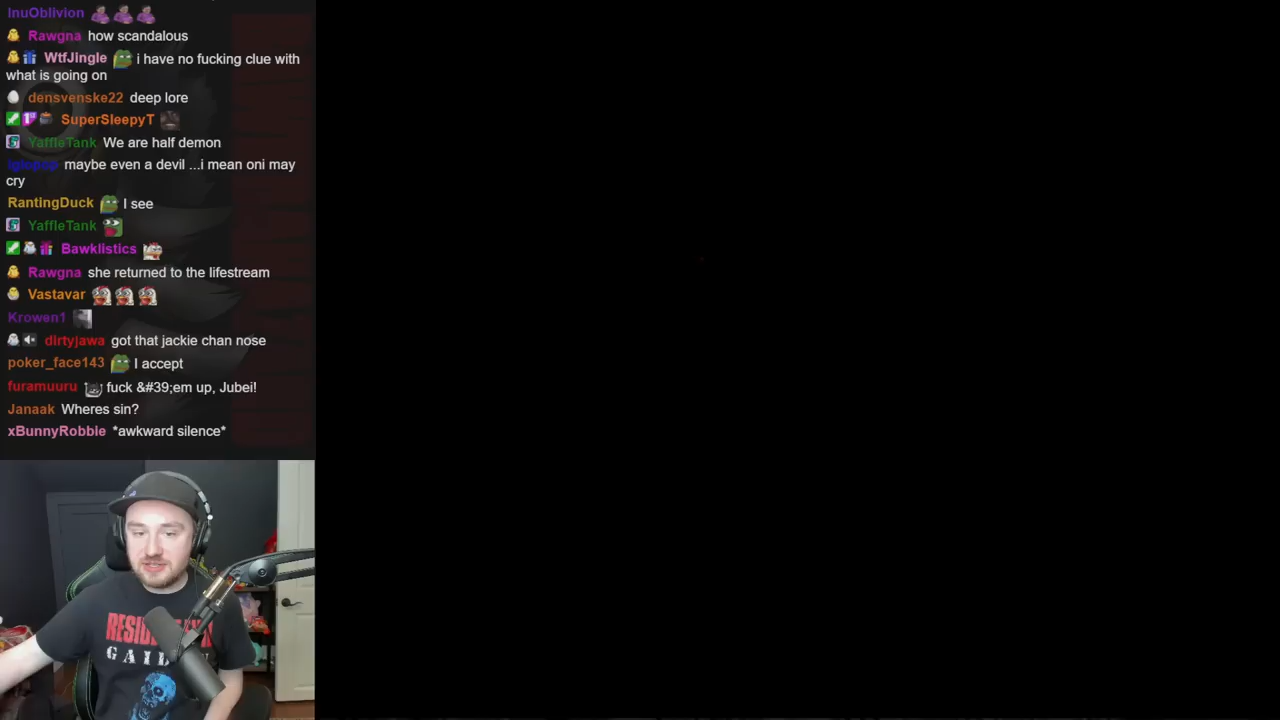 InuOblivion
Rawgna how scandalous
WtfJingle i have no fucking clue with
what is going on
densvenske22 deep lore
SuperSleepyT
YaffleTank We are half demon
maybe even a devil ...i mean oni may
cry
RantingDuck I see
YaffleTank
Bawklistics
Rawgna she returned to the lifestream
Vastavar
Krowen1
dirtyjawa got that jackie chan nose
poker_face143 I accept
furamuuru fuck &#39;em up, Jubei!
Janaak Wheres sin?
xBunnyRobbie *awkward silence*
GAID